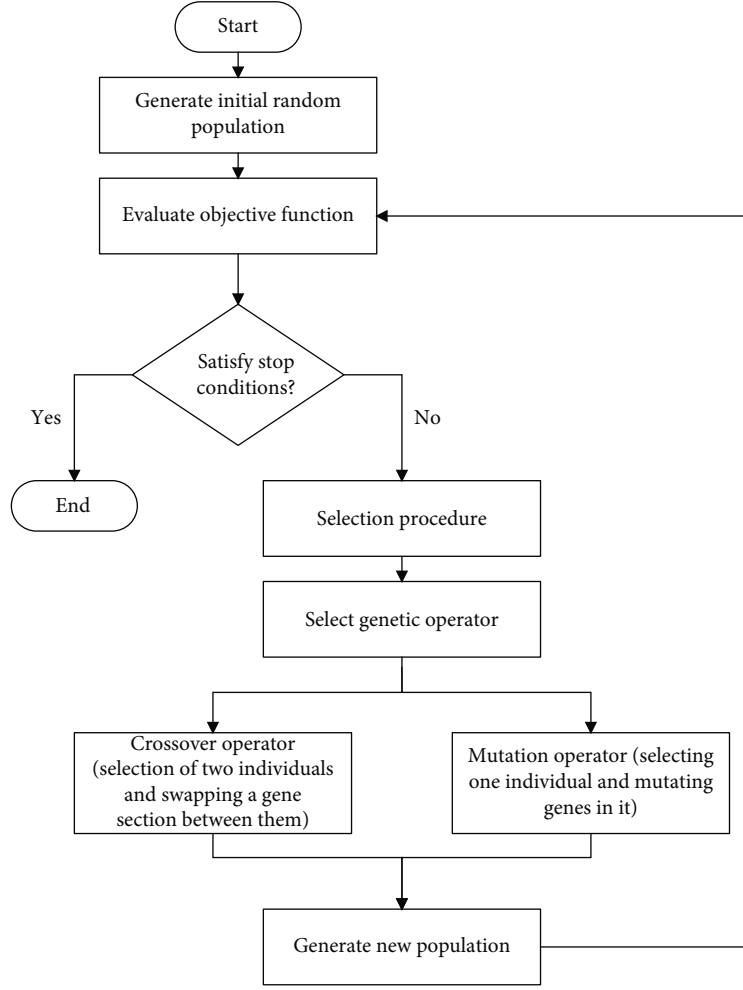 Start
Generate initial random
population
Evaluate objective function
Satisfy stop
conditions?
Yes
No
End
Selection procedure
Select genetic operator
Crossover operator
(selection of two individuals
and swapping a gene
section between them)
Mutation operator (selecting
one individual and mutating
genes in it)
Generate new population